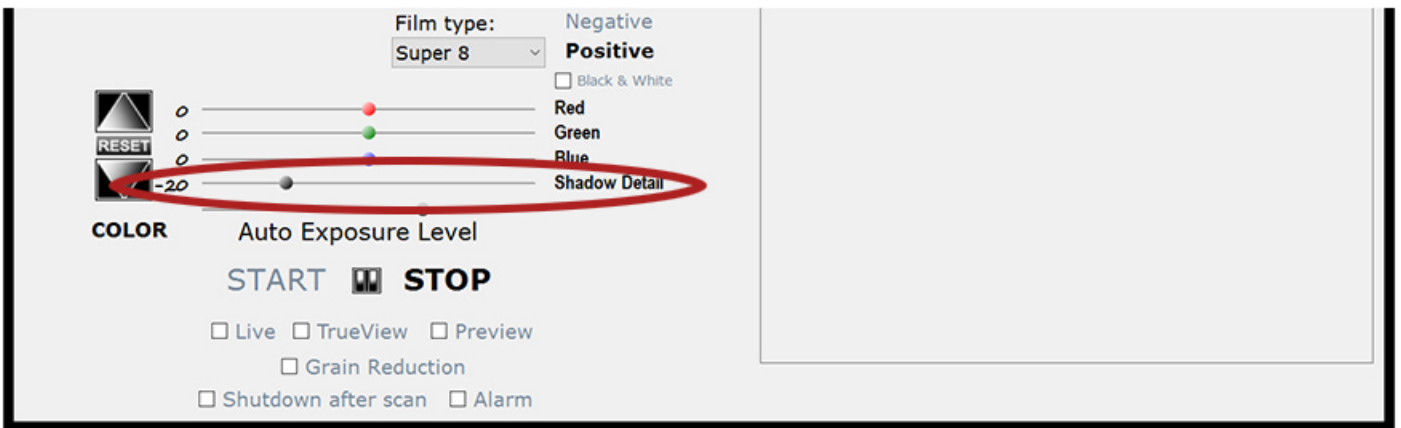 Film type:
Negative
Super 8
Positive
Black & White
0
Red
0
Green
RESET
0
Blue
-20
Shadow Detail
COLOR
Auto Exposure Level
START
STOP
Live
TrueView
Preview
Grain Reduction
Shutdown after scan
Alarm